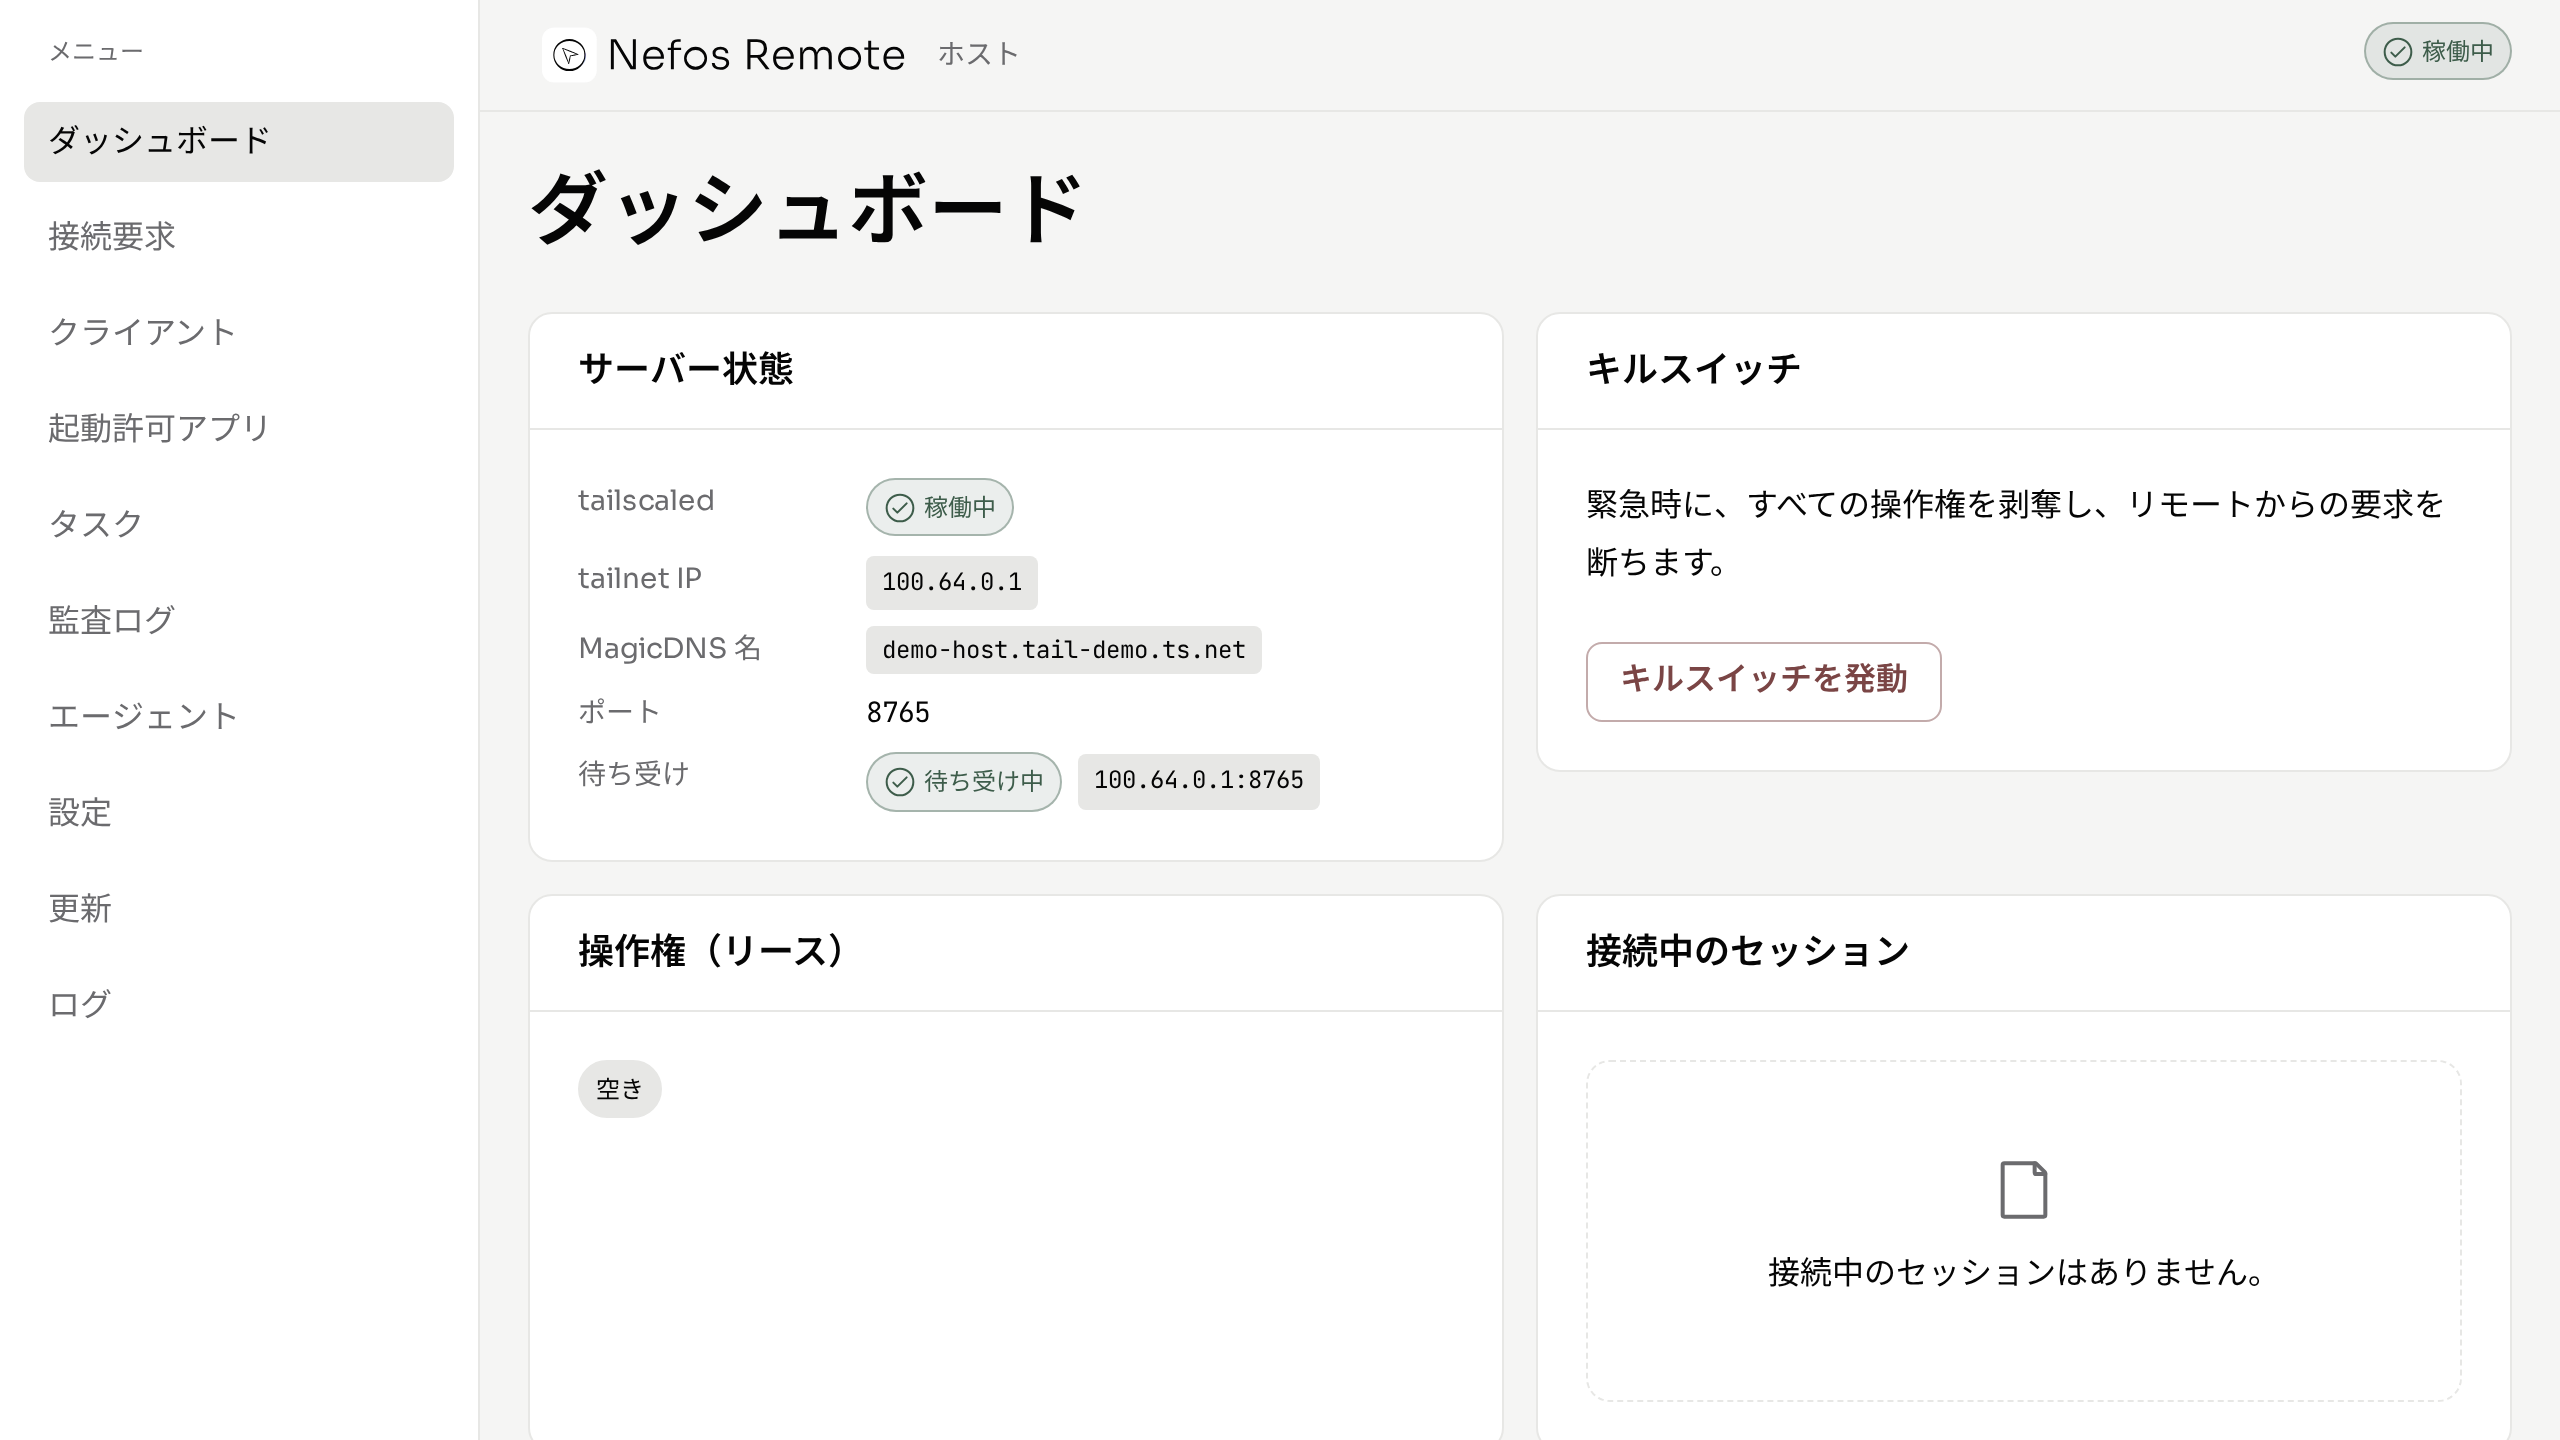 メニュー
ダッシュボード
接続要求
クライアント
起動許可アプリ
タスク
監査ログ
エージェント
設定
更新
ログ
Nefos Remote ホスト
稼働中
ダッシュボード
サーバー状態
tailscaled 稼働中
tailnet IP 100.64.0.1
MagicDNS 名 demo-host.tail-demo.ts.net
ポート 8765
待ち受け 待ち受け中 100.64.0.1:8765
キルスイッチ
緊急時に、すべての操作権を剥奪し、リモートからの要求を
断ちます。
キルスイッチを発動
操作権（リース）
空き
接続中のセッション
接続中のセッションはありません。